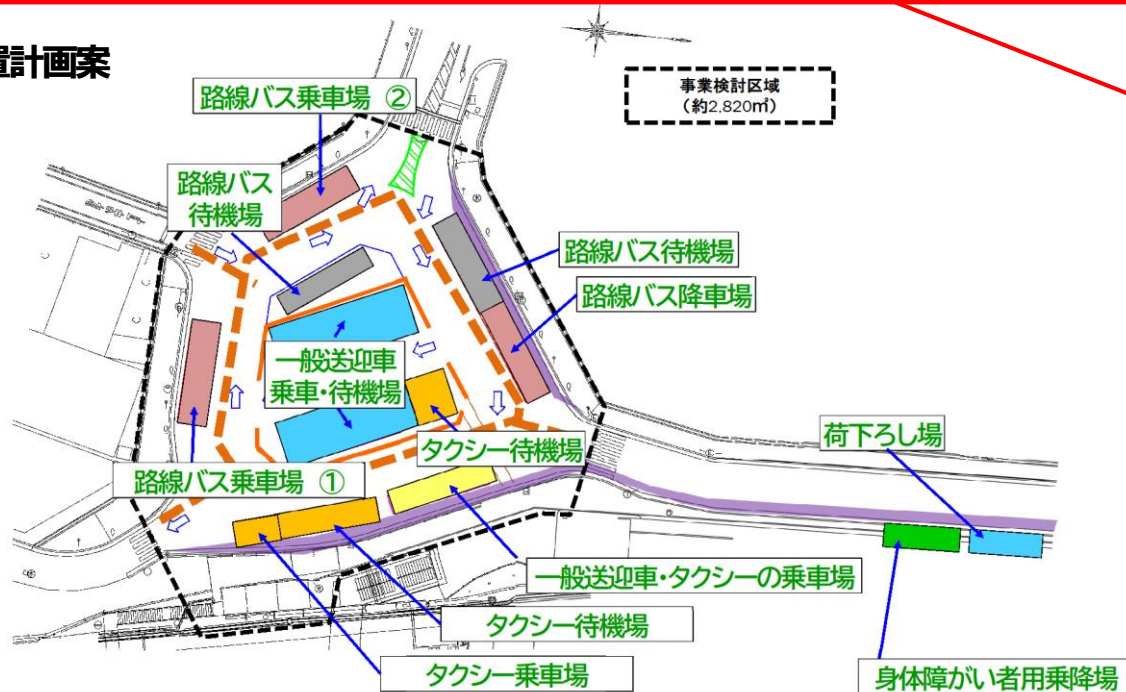 置計画案
事業検討区域
(約2,820㎡)
路線バス乗車場 ②
路線バス
待機場
路線バス待機場
路線バス降車場
一般送迎車
乗車・待機場
タクシー待機場
荷下ろし場
路線バス乗車場 ①
一般送迎車・タクシーの乗車場
タクシー待機場
タクシー乗車場
身体障がい者用乗降場